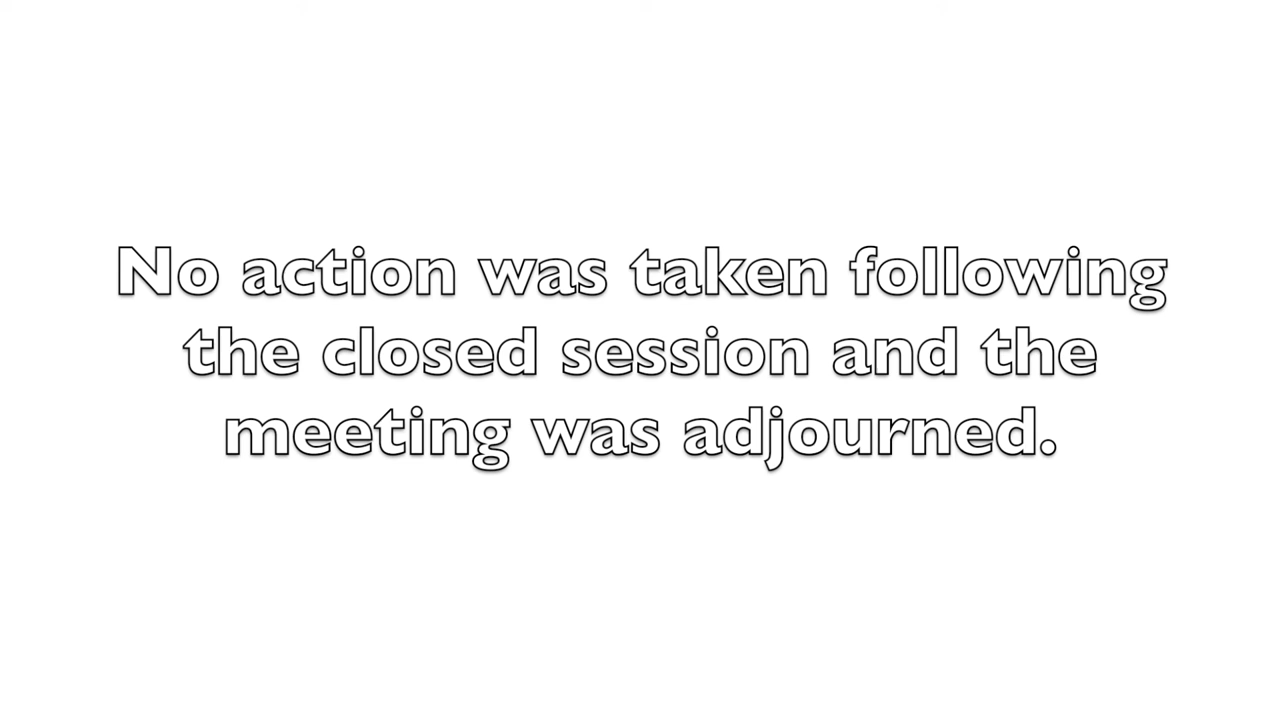 No action was taken following
the closed session and the
meeting was adjourned.